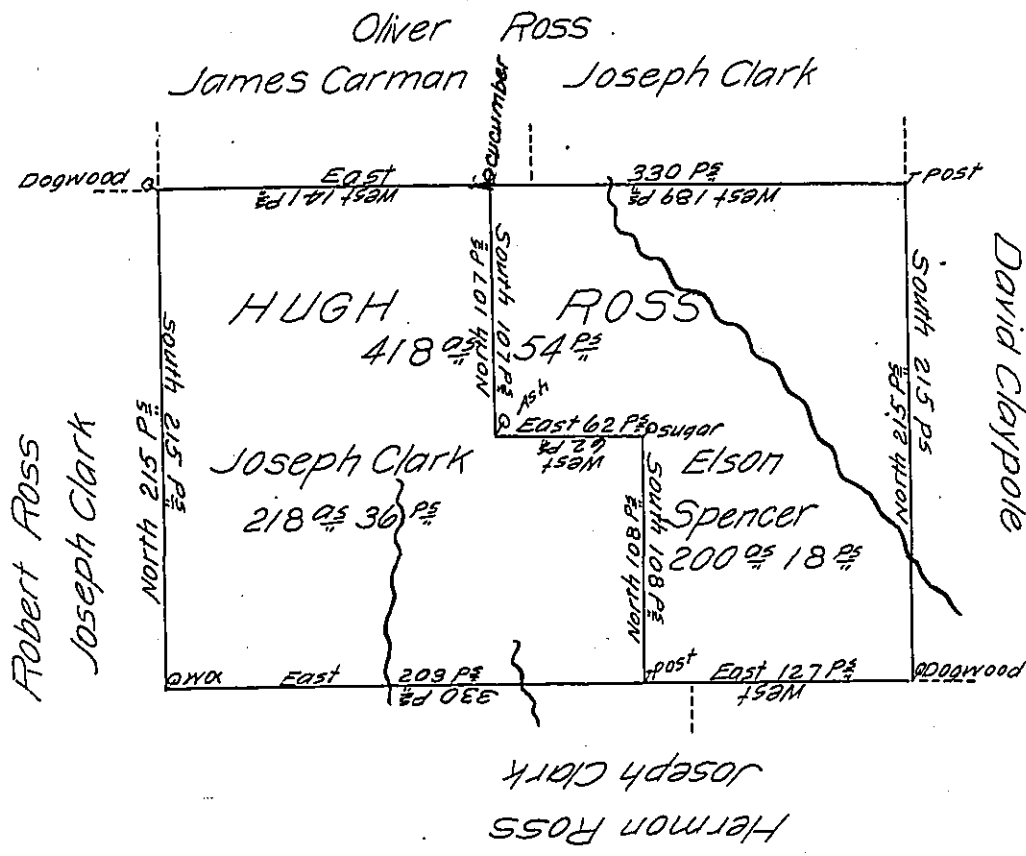 Oliver Ross
James Carman
Cucumber
Joseph Clark
Dogwood
East
330 Ps
Post
West 141 Ps
West 189 Ps
North 107 Ps
South 107 Ps
HUGH ROSS
418 as 54 Ps
South 215 Ps
North 215 Ps
David Claypole
South 215 Ps
North 215 Ps
Ash
East 62 Ps
Sugar
West 62 Ps
Joseph Clark
218 as 36 Ps
Elson
Spencer
200 as 18 Ps
North 108 Ps
South 108 Ps
Robert Ross
Joseph Clark
WO
East 209 Ps
330 Ps
Post
East 127 Ps
West
Dogwood
Joseph Clark
Hermon Ross